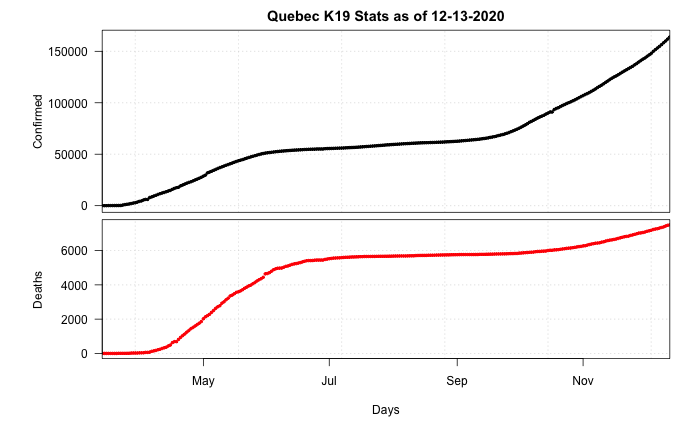 Quebec K19 Stats as of 12-13-2020
150000
100000
50000
0
Confirmed
6000
4000
2000
0
Deaths
May Jul Sep Nov
Days